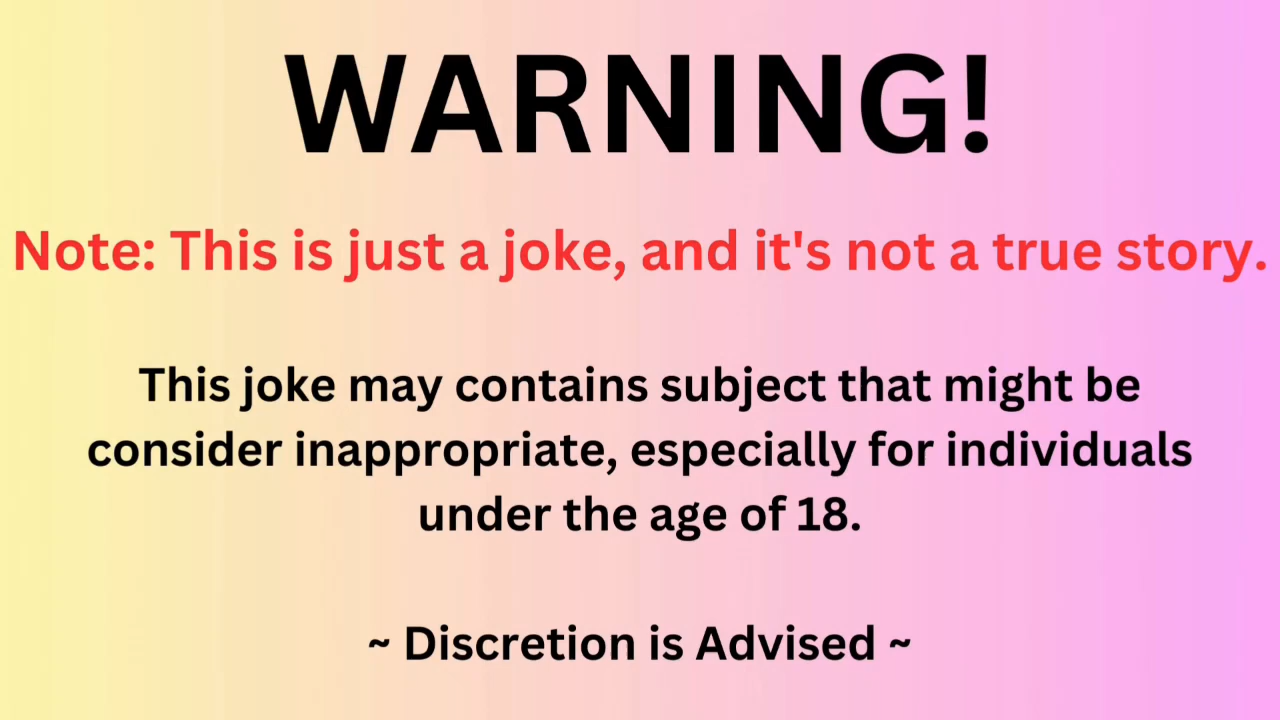 WARNING!
Note: This is just a joke, and it's not a true story.
This joke may contains subject that might be
consider inappropriate, especially for individuals
under the age of 18.
~ Discretion is Advised ~